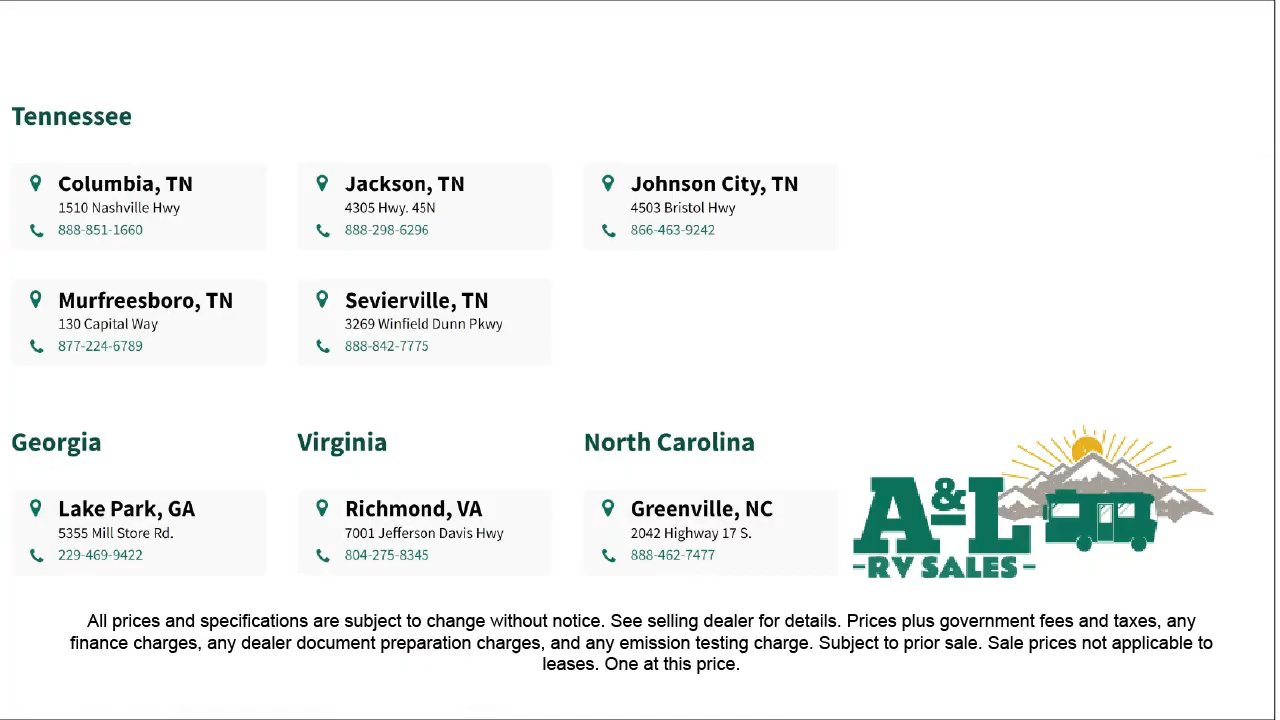 Tennessee
Columbia, TN
1510 Nashville Hwy
888-851-1660
Jackson, TN
4305 Hwy. 45N
888-298-6296
Johnson City, TN
4503 Bristol Hwy
866-463-9242
Murfreesboro, TN
130 Capital Way
877-224-6789
Sevierville, TN
3269 Winfield Dunn Pkwy
888-842-7775
Georgia
Lake Park, GA
5355 Mill Store Rd.
229-469-9422
Virginia
Richmond, VA
7001 Jefferson Davis Hwy
804-275-8345
North Carolina
Greenville, NC
2042 Highway 17 S.
888-462-7477
A&L
-RV SALES-
All prices and specifications are subject to change without notice. See selling dealer for details. Prices plus government fees and taxes, any
finance charges, any dealer document preparation charges, and any emission testing charge. Subject to prior sale. Sale prices not applicable to
leases. One at this price.